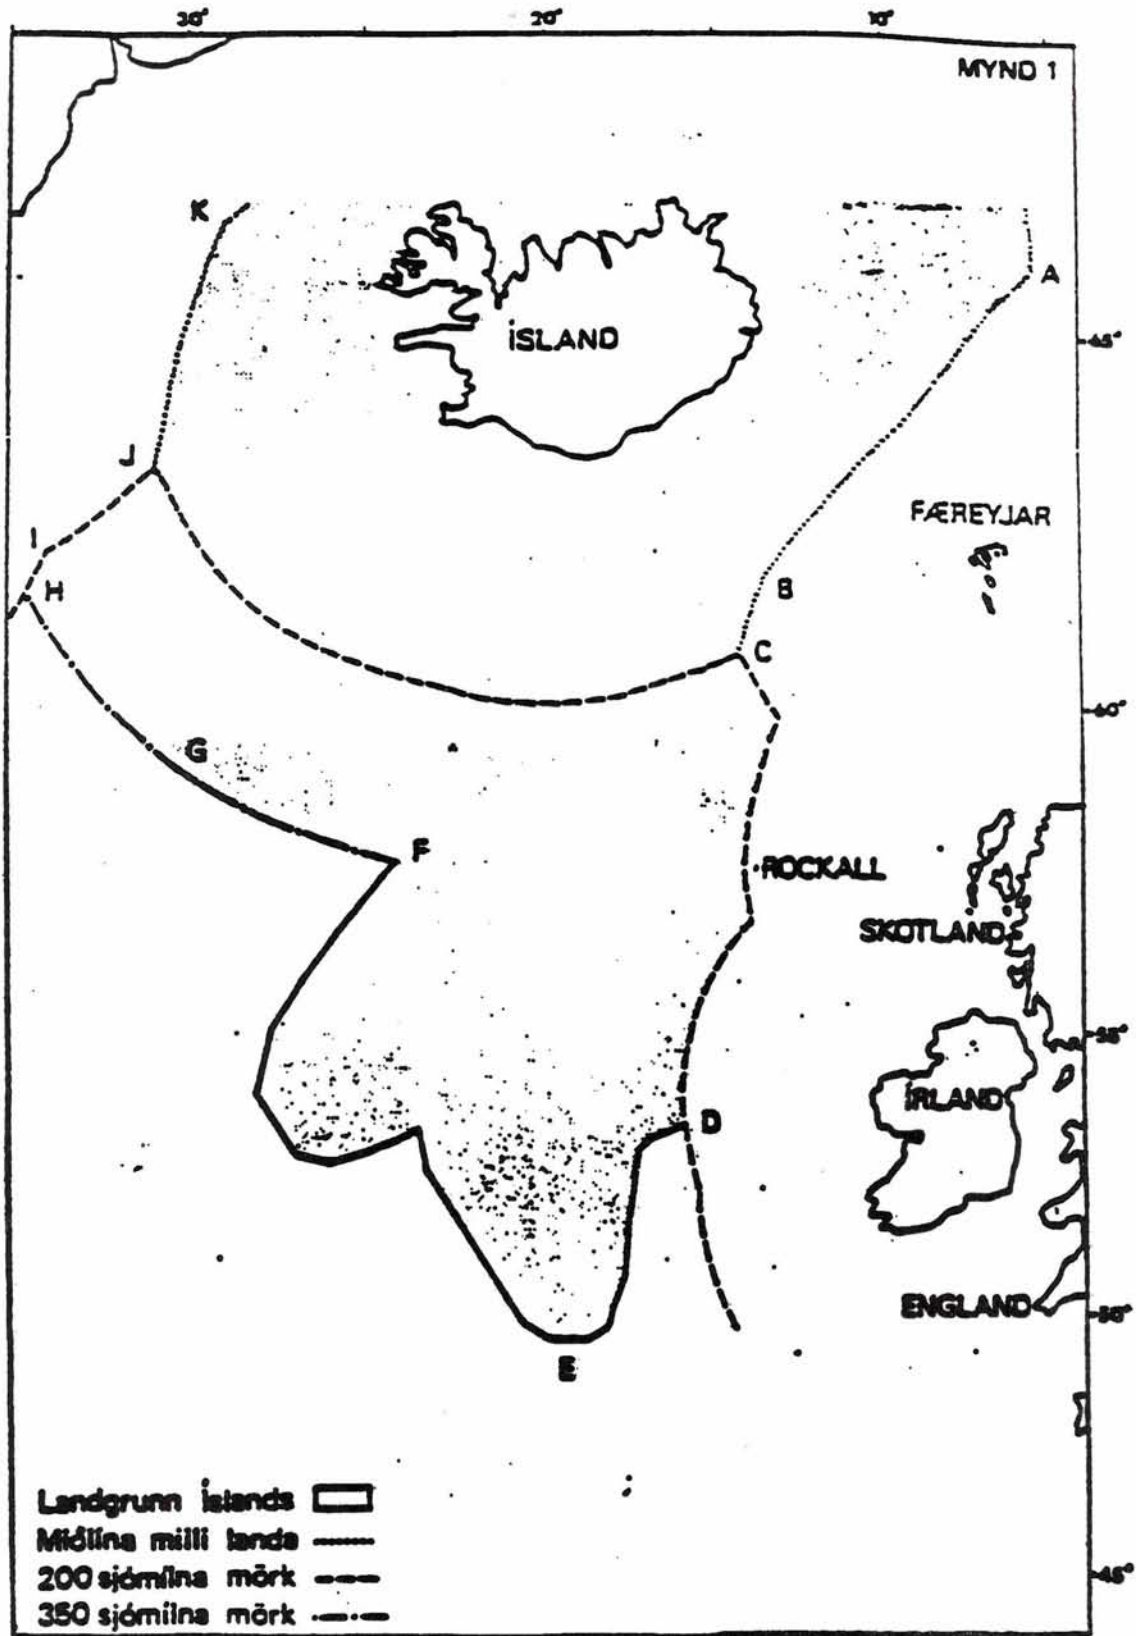 30° 20° 10°
MYND 1
K
A
ÍSLAND
65°
J
FÆREYJAR
I
H
B
C
60°
G
F
ROCKALL
SKOTLAND
55°
ÍRLAND
D
ENGLAND
50°
E
Landgrunn Íslands
Miðlína milli landa
200 sjómílna mörk
45°
350 sjómílna mörk